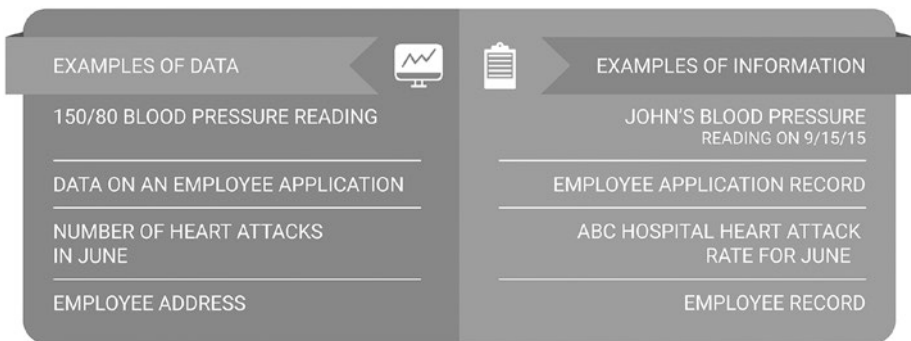 EXAMPLES OF DATA
150/80 BLOOD PRESSURE READING
DATA ON AN EMPLOYEE APPLICATION
NUMBER OF HEART ATTACKS
IN JUNE
EMPLOYEE ADDRESS
EXAMPLES OF INFORMATION
JOHN'S BLOOD PRESSURE
READING ON 9/15/15
EMPLOYEE APPLICATION RECORD
ABC HOSPITAL HEART ATTACK
RATE FOR JUNE
EMPLOYEE RECORD